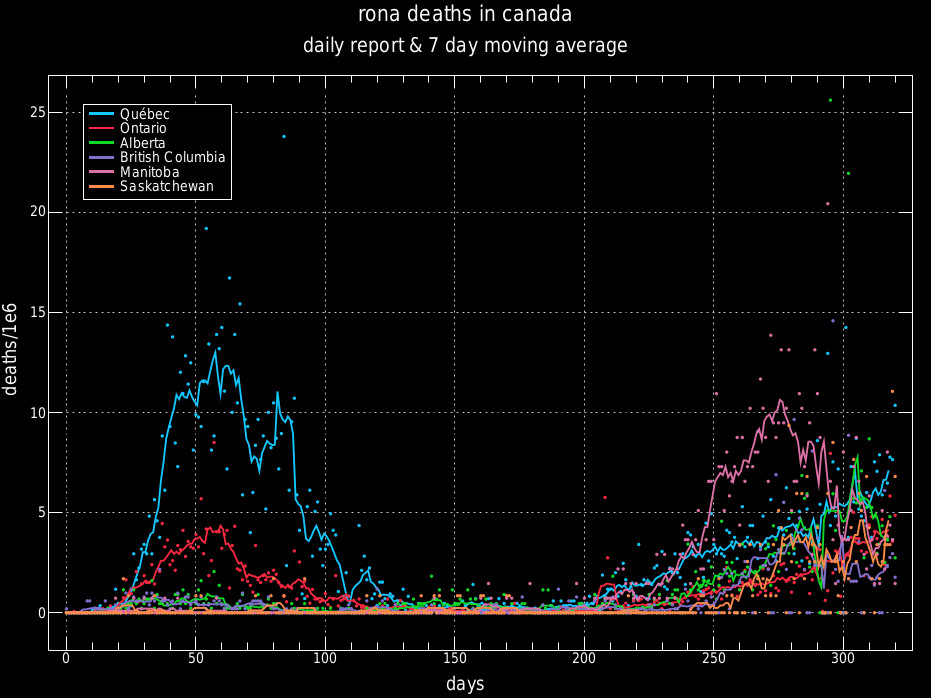 rona deaths in canada
daily report & 7 day moving average
deaths/1e6
25
20
15
10
5
0
Québec
Ontario
Alberta
British Columbia
Manitoba
Saskatchewan
0 50 100 150 200 250 300
days